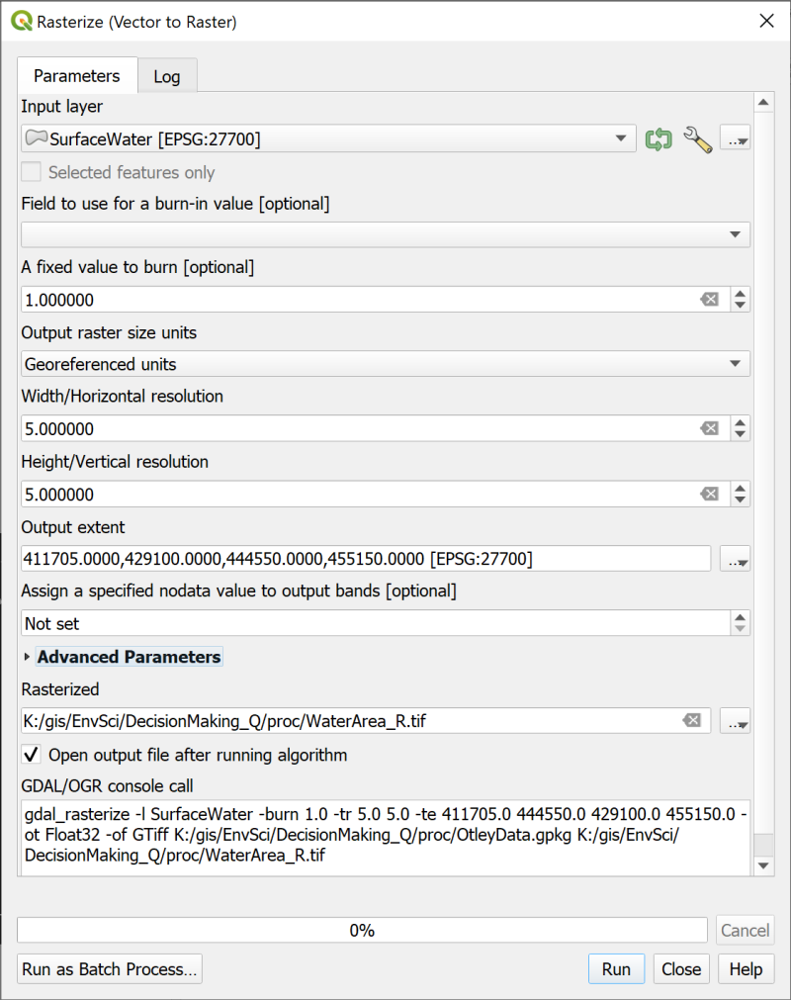 Rasterize (Vector to Raster)
Parameters
Log
Input layer
SurfaceWater [EPSG:27700]
...
Selected features only
Field to use for a burn-in value [optional]
A fixed value to burn [optional]
1.000000
Output raster size units
Georeferenced units
Width/Horizontal resolution
5.000000
Height/Vertical resolution
5.000000
Output extent
411705.0000,429100.0000,444550.0000,455150.0000 [EPSG:27700]
...
Assign a specified nodata value to output bands [optional]
Not set
Advanced Parameters
Rasterized
K:/gis/EnvSci/DecisionMaking_Q/proc/WaterArea_R.tif
...
Open output file after running algorithm
GDAL/OGR console call
gdal_rasterize -l SurfaceWater -burn 1.0 -tr 5.0 5.0 -te 411705.0 444550.0 429100.0 455150.0 -
ot Float32 -of GTiff K:/gis/EnvSci/DecisionMaking_Q/proc/OtleyData.gpkg K:/gis/EnvSci/
DecisionMaking_Q/proc/WaterArea_R.tif
0%
Cancel
Run as Batch Process...
Run
Close
Help